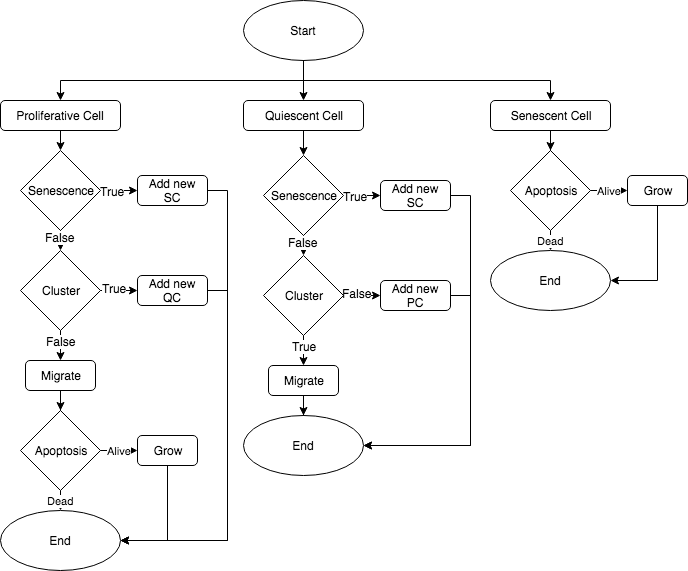 Start
Proliferative Cell
Quiescent Cell
Senescent Cell
Senescence
True
Add new
SC
False
Cluster
True
Add new
QC
False
Migrate
Apoptosis
Alive
Grow
Dead
End
Senescence
True
Add new
SC
False
Cluster
False
Add new
PC
True
Migrate
End
Apoptosis
Alive
Grow
Dead
End